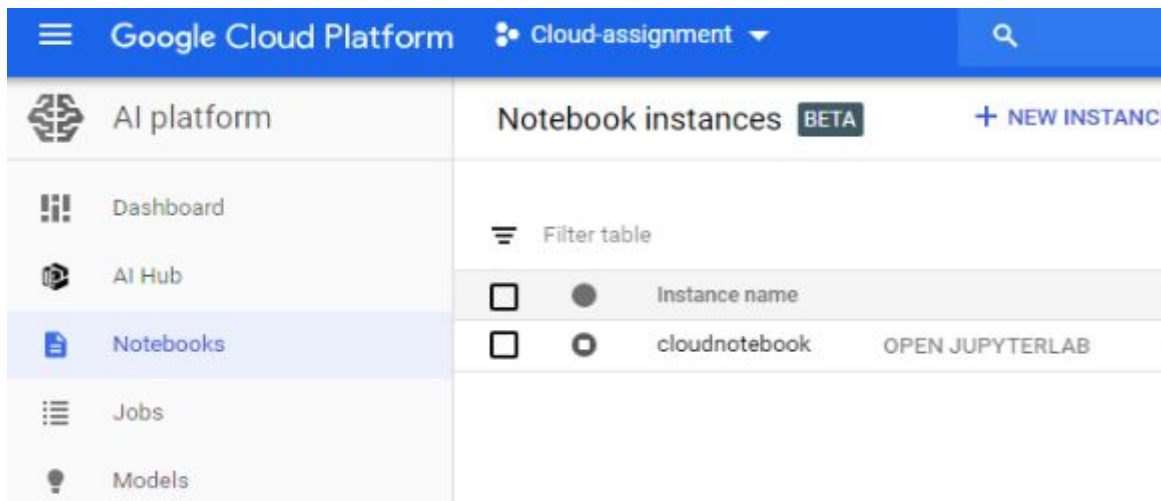 Google Cloud Platform
Cloud-assignment
AI platform
Notebook instances BETA
+ NEW INSTANC
Dashboard
AI Hub
Notebooks
Jobs
Models
Filter table
Instance name
cloudnotebook OPEN JUPYTERLAB